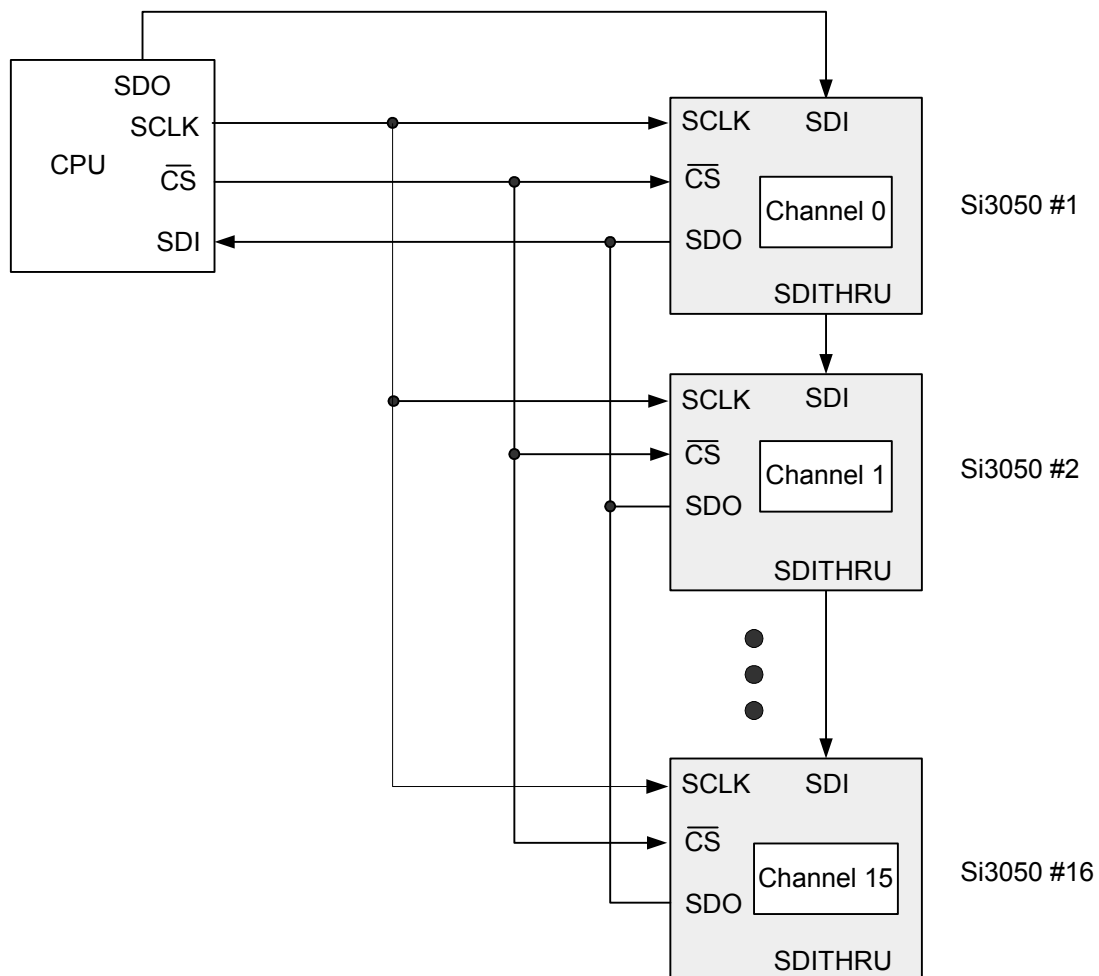 SDO
SCLK
CPU
CS
SDI
SCLK
SDI
CS
Channel 0
SDO
SDITHRU
Si3050 #1
SCLK
SDI
CS
Channel 1
SDO
SDITHRU
Si3050 #2
SCLK
SDI
CS
Channel 15
SDO
SDITHRU
Si3050 #16